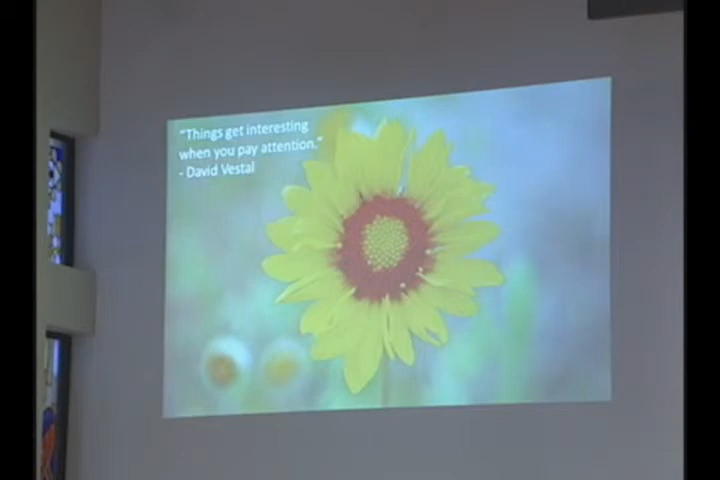 "Things get interesting
when you pay attention."
- David Vestal